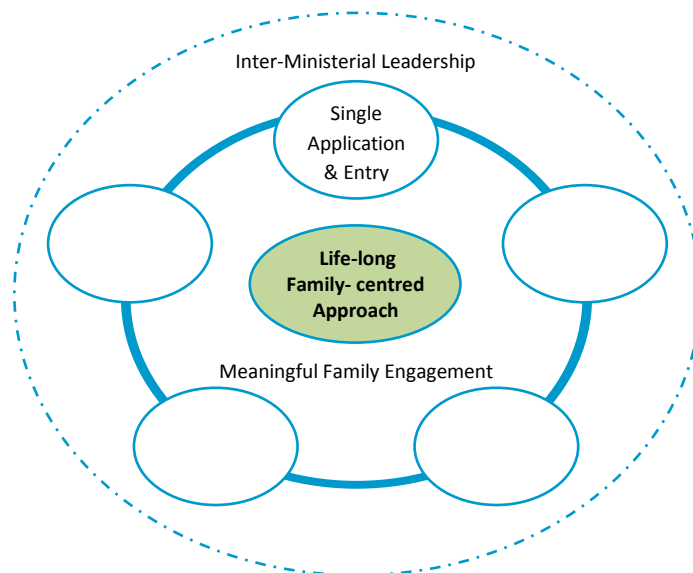 Inter-Ministerial Leadership
Single
Application
& Entry
Life-long
Family- centred
Approach
Meaningful Family Engagement